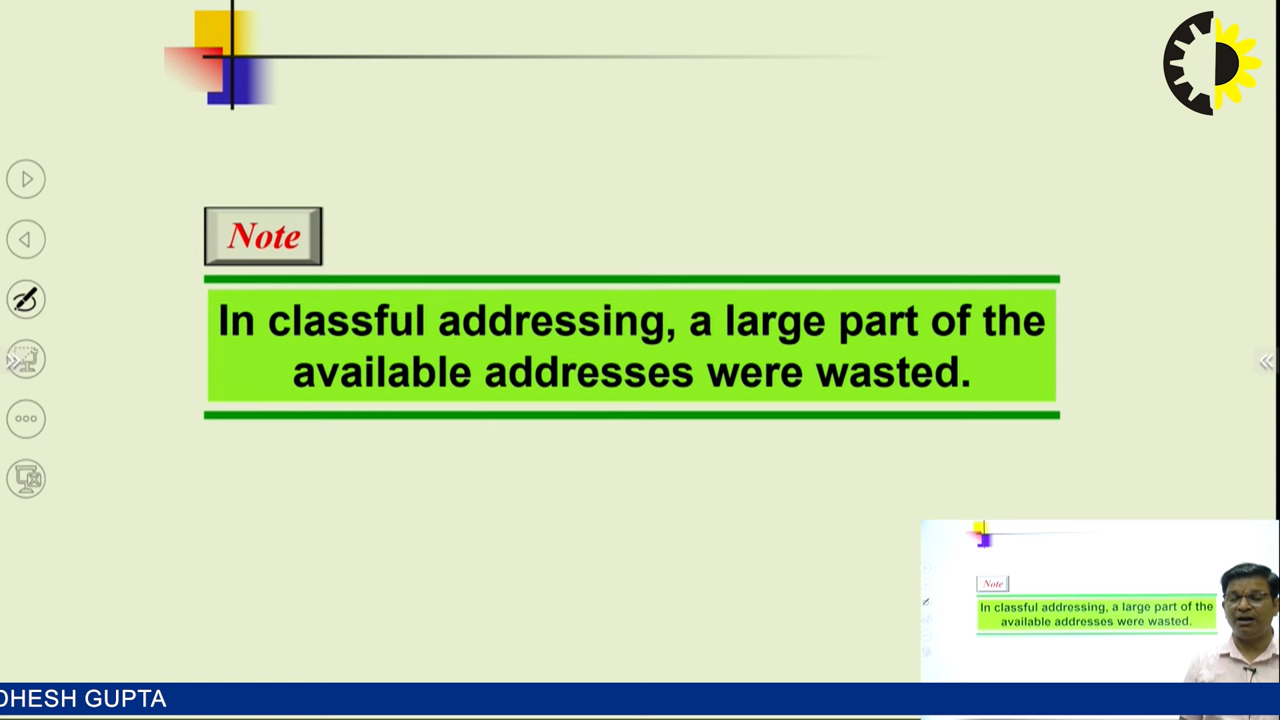 Note
In classful addressing, a large part of the
available addresses were wasted.
Note
In classful addressing, a large part of the
available addresses were wasted.
DHESH GUPTA